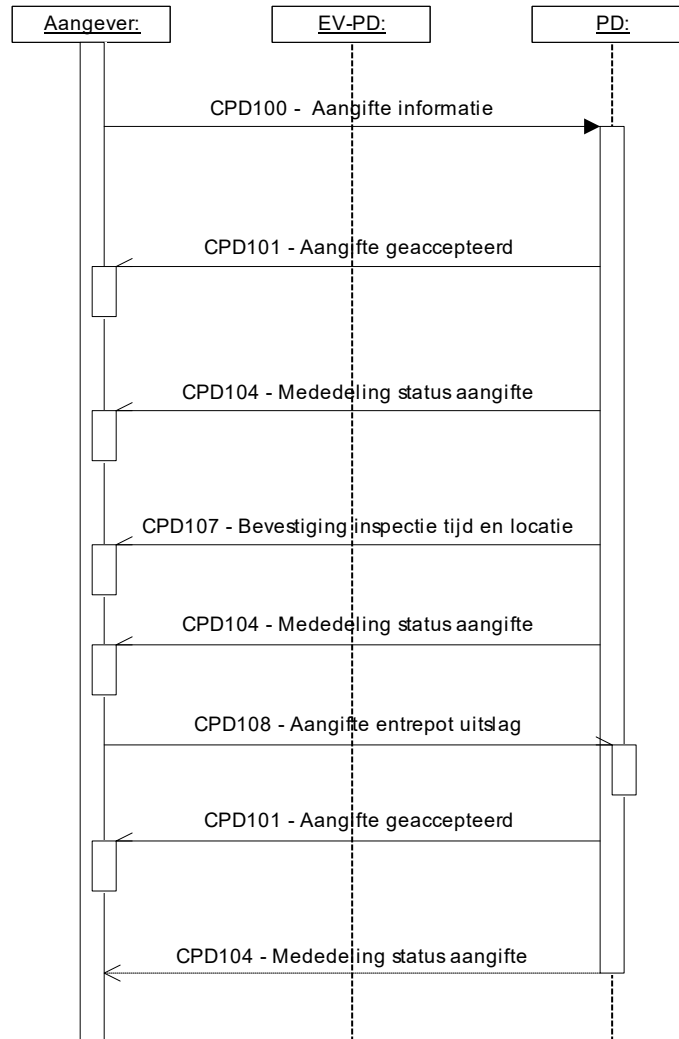 Aangever:
EV-PD:
PD:
CPD100 - Aangifte informatie
CPD101 - Aangifte geaccepteerd
CPD104 - Mededeling status aangifte
CPD107 - Bevestiging inspectie tijd en locatie
CPD104 - Mededeling status aangifte
CPD108 - Aangifte entrepot uitslag
CPD101 - Aangifte geaccepteerd
CPD104 - Mededeling status aangifte